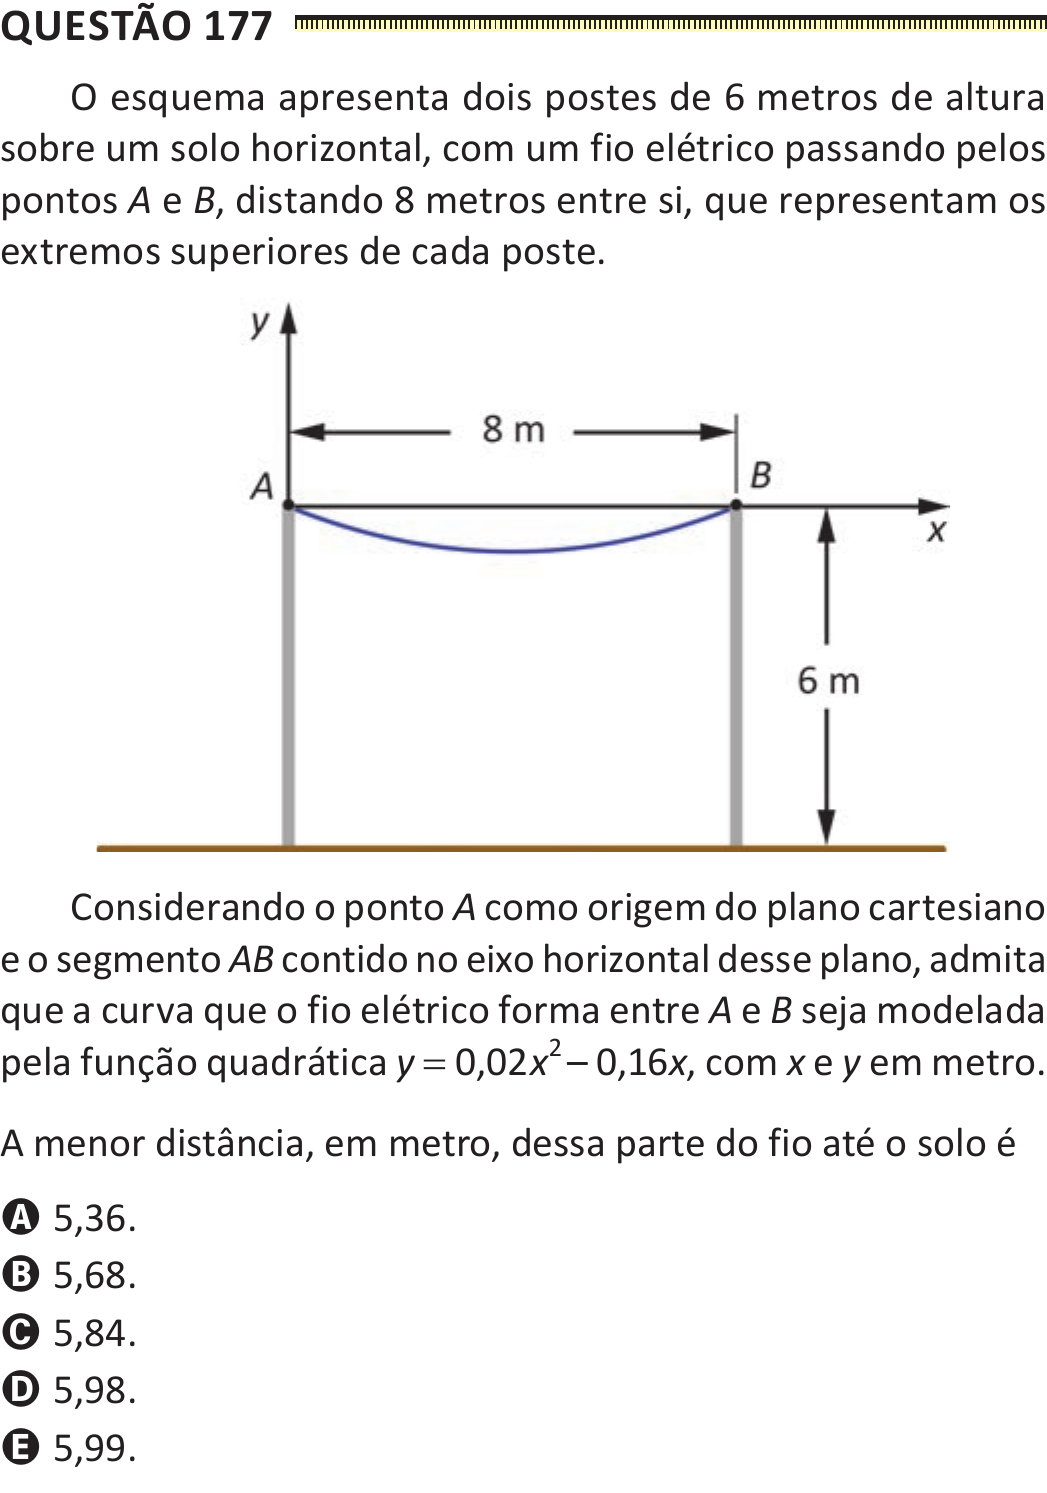 QUESTÃO 177
O esquema apresenta dois postes de 6 metros de altura
sobre um solo horizontal, com um fio elétrico passando pelos
pontos A e B, distando 8 metros entre si, que representam os
extremos superiores de cada poste.
y
8 m
A
B
x
6 m
Considerando o ponto A como origem do plano cartesiano
e o segmento AB contido no eixo horizontal desse plano, admita
que a curva que o fio elétrico forma entre A e B seja modelada
pela função quadrática y = 0,02x² – 0,16x, com x e y em metro.
A menor distância, em metro, dessa parte do fio até o solo é
A 5,36.
B 5,68.
C 5,84.
D 5,98.
E 5,99.